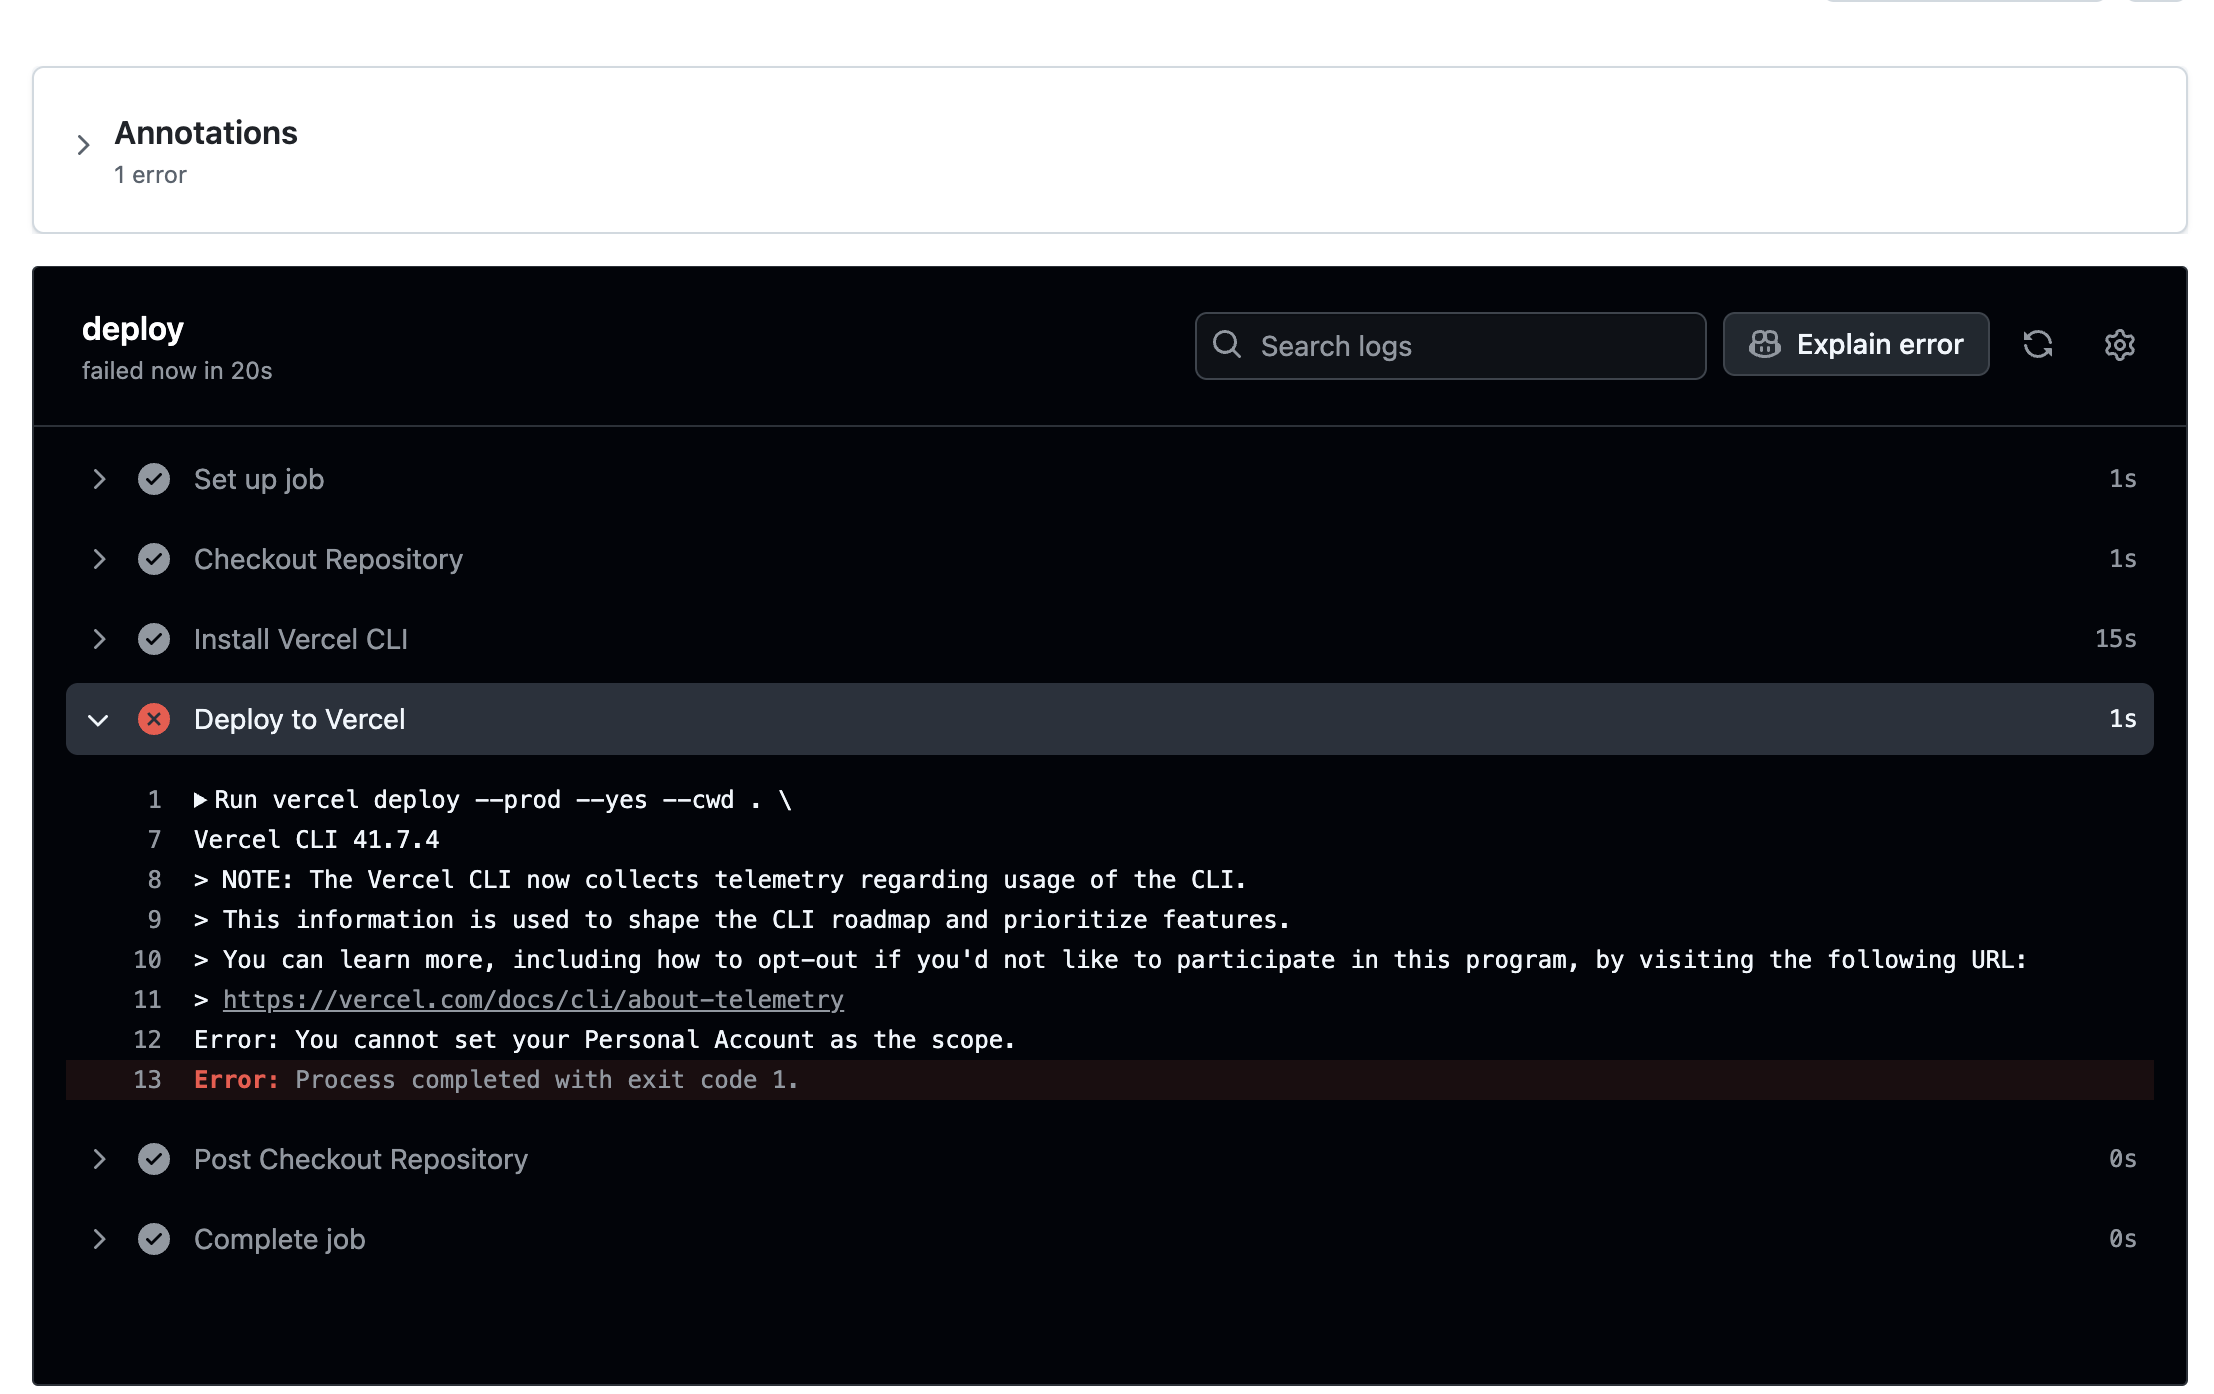 Annotations
1 error
deploy
failed now in 20s
Search logs
Explain error
Set up job 1s
Checkout Repository 1s
Install Vercel CLI 15s
Deploy to Vercel 1s
1 Run vercel deploy --prod --yes --cwd . \
7 Vercel CLI 41.7.4
8 > NOTE: The Vercel CLI now collects telemetry regarding usage of the CLI.
9 > This information is used to shape the CLI roadmap and prioritize features.
10 > You can learn more, including how to opt-out if you'd not like to participate in this program, by visiting the following URL:
11 > https://vercel.com/docs/cli/about-telemetry
12 Error: You cannot set your Personal Account as the scope.
13 Error: Process completed with exit code 1.
Post Checkout Repository 0s
Complete job 0s